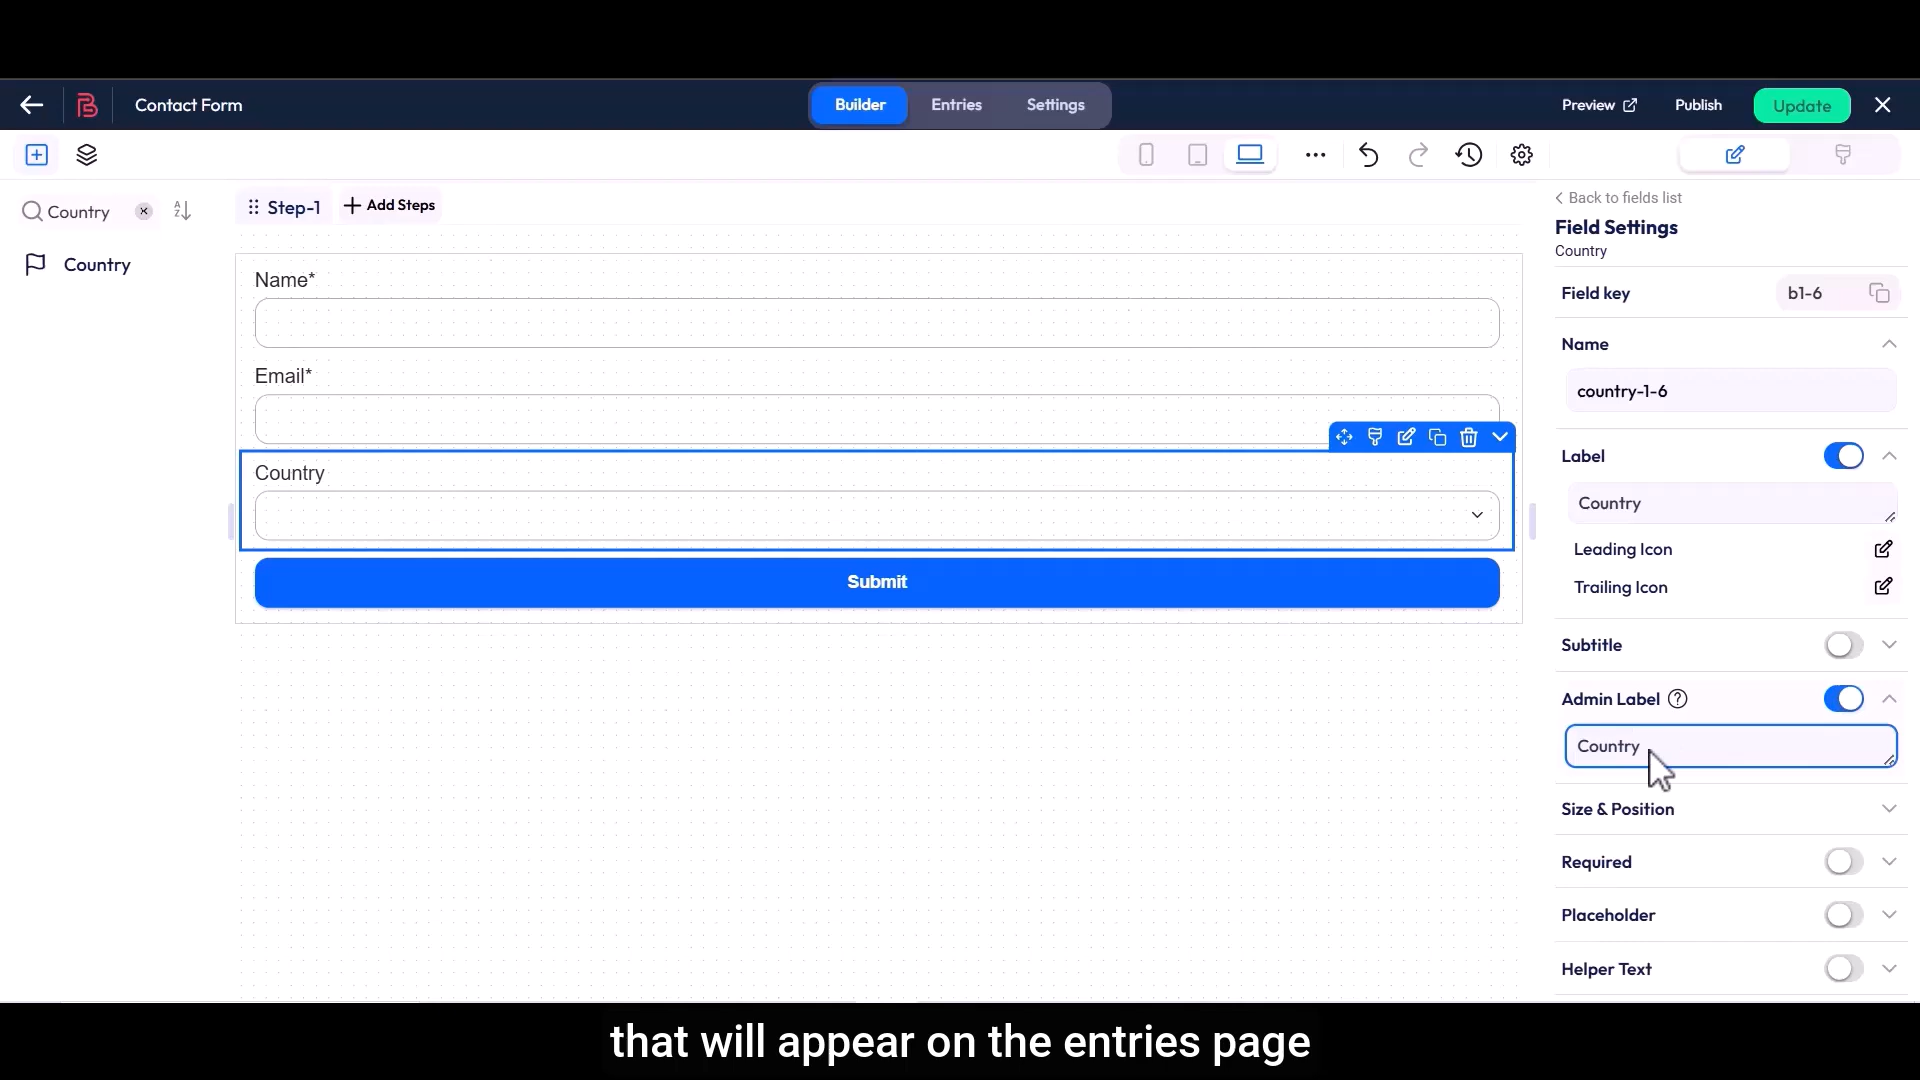 Contact Form
Builder
Entries
Settings
Preview
Publish
Update
Country
Country
Step-1
Add Steps
Name*
Email*
Country
Submit
Back to fields list
Field Settings
Country
Field key
b1-6
Name
country-1-6
Label
Country
Leading Icon
Trailing Icon
Subtitle
Admin Label
Country
Size & Position
Required
Placeholder
Helper Text
that will appear on the entries page